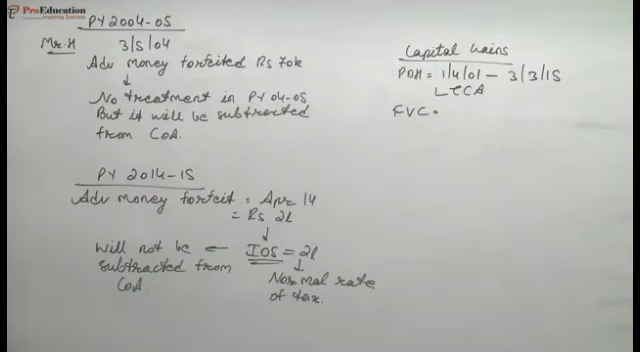 ProEducation
Improving Business
PY 2004-05
Mr. H
3/5/04
Adv money forfeited Rs 70k
↓
No treatment in PY 04-05
But it will be subtracted
from CoA.
PY 2014-15
Adv money forfeit = Apr 14
= Rs 2l
↓
Will not be ← IOS = 2l
subtracted from ↓
CoA. Normal rate
of tax.
Capital Gains
POH = 1/4/01 - 3/3/15
LTCA
FVC =